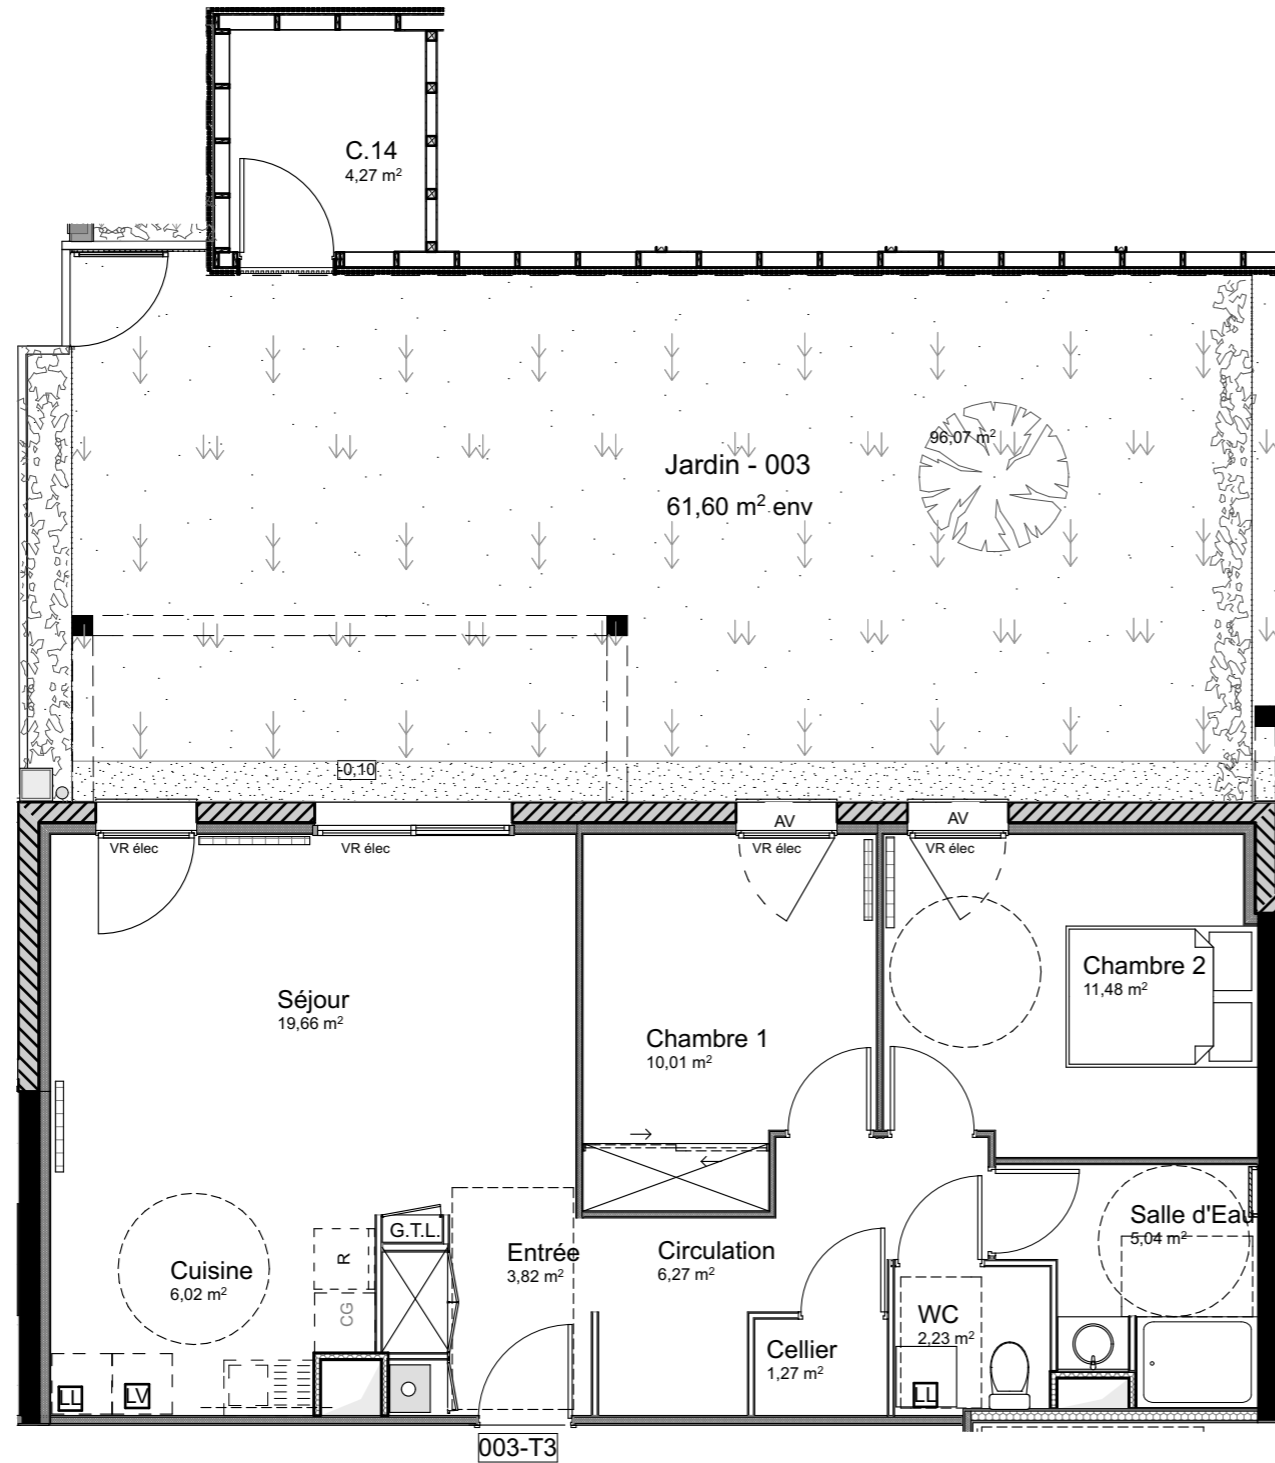 C.14
4,27 m²
96,07 m²
Jardin - 003
61,60 m² env
-0,10
AV
AV
VR élec
VR élec
VR élec
VR élec
Chambre 2
11,48 m²
Séjour
19,66 m²
Chambre 1
10,01 m²
Salle d'Eau
5,04 m²
G.T.L.
Entrée
3,82 m²
Circulation
6,27 m²
R
Cuisine
6,02 m²
CG
WC
2,23 m²
Cellier
1,27 m²
LL
LV
LL
003-T3